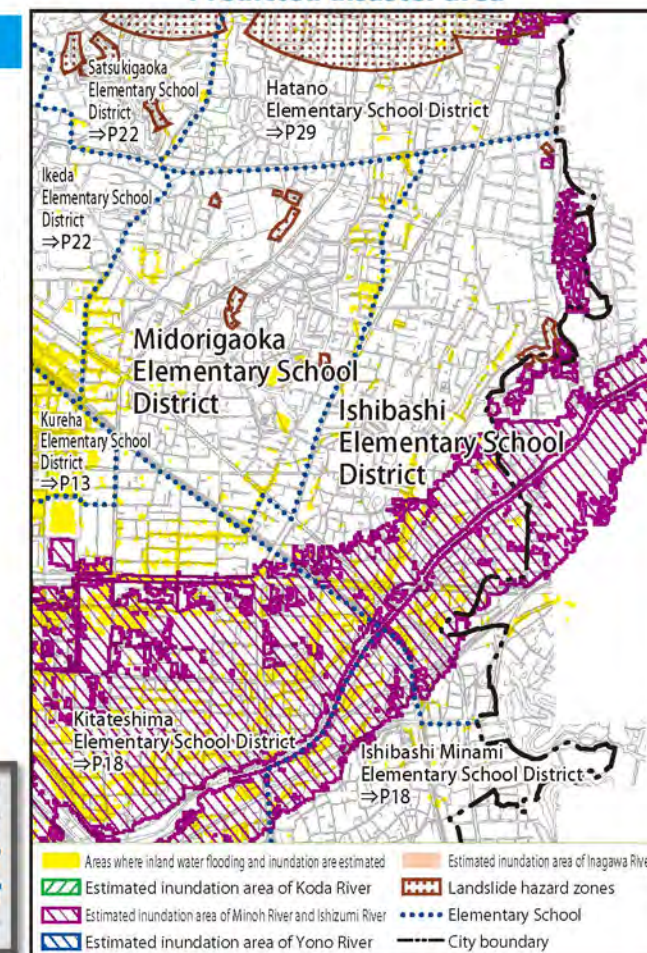 Satsukigaoka
Elementary School
District
⇒P22
Hatano
Elementary School District
⇒P29
Ikeda
Elementary School
District
⇒P22
Midorigaoka
Elementary School
District
Ishibashi
Elementary School
District
Kureha
Elementary School
District
⇒P13
Kitateshima
Elementary School District
⇒P18
Ishibashi Minami
Elementary School District
⇒P18
Areas where inland water flooding and inundation are estimated
Estimated inundation area of Inagawa River
Estimated inundation area of Koda River
Landslide hazard zones
Estimated inundation area of Minoh River and Ishizumi River
Elementary School
Estimated inundation area of Yono River
City boundary